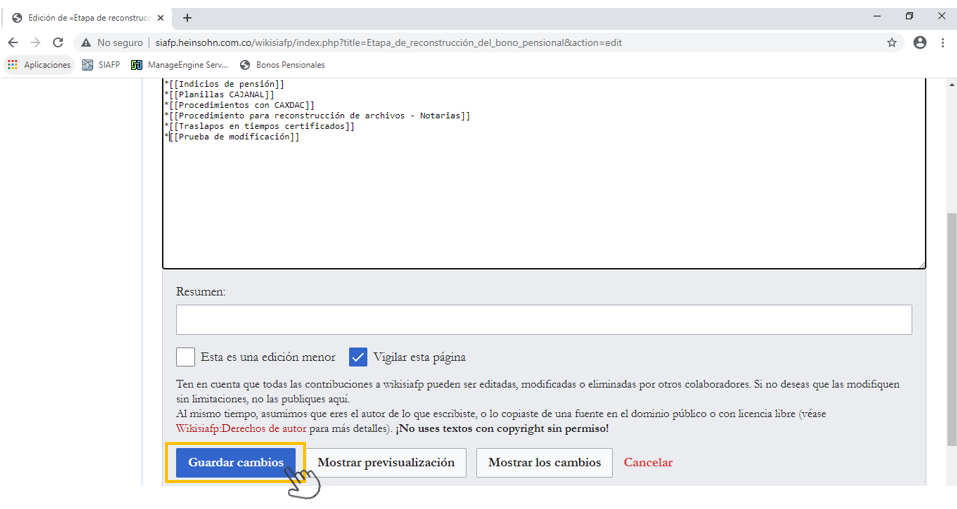 Edición de «Etapa de reconstrucc
No seguro | siafp.heinsohn.com.co/wikisiafp/index.php?title=Etapa_de_reconstrucción_del_bono_pensional&action=edit
Aplicaciones SIAFP ManageEngine Serv... Bonos Pensionales
*[[Indicios de pensión]]
*[[Planillas CAJANAL]]
*[[Procedimientos con CAXDAC]]
*[[Procedimiento para reconstrucción de archivos - Notarias]]
*[[Traslapos en tiempos certificados]]
*[[Prueba de modificación]]
Resumen:
Esta es una edición menor Vigilar esta página
Ten en cuenta que todas las contribuciones a wikisiafp pueden ser editadas, modificadas o eliminadas por otros colaboradores. Si no deseas que las modifiquen
sin limitaciones, no las publiques aquí.
Al mismo tiempo, asumimos que eres el autor de lo que escribiste, o lo copiaste de una fuente en el dominio público o con licencia libre (véase
Wikisiafp:Derechos de autor para más detalles). ¡No uses textos con copyright sin permiso!
Guardar cambios Mostrar previsualización Mostrar los cambios Cancelar